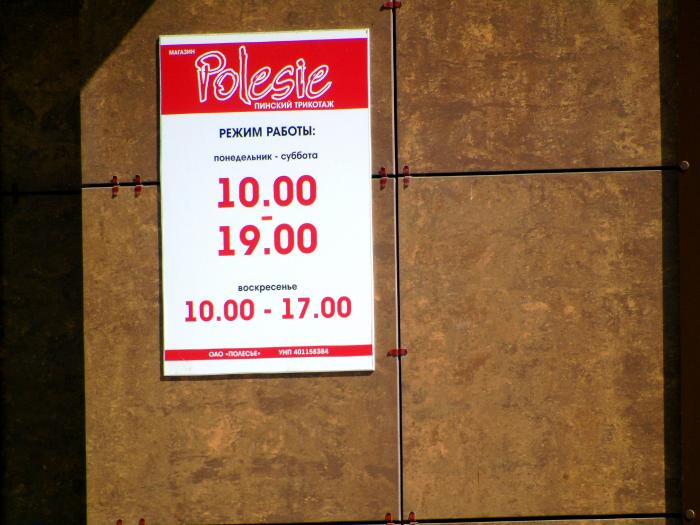 МАГАЗИН
Polesie
ПИНСКИЙ ТРИКОТАЖ
РЕЖИМ РАБОТЫ:
понедельник - суббота
10.00
-
19.00
воскресенье
10.00 - 17.00
ОАО «ПОЛЕСЬЕ» УНП 401158384